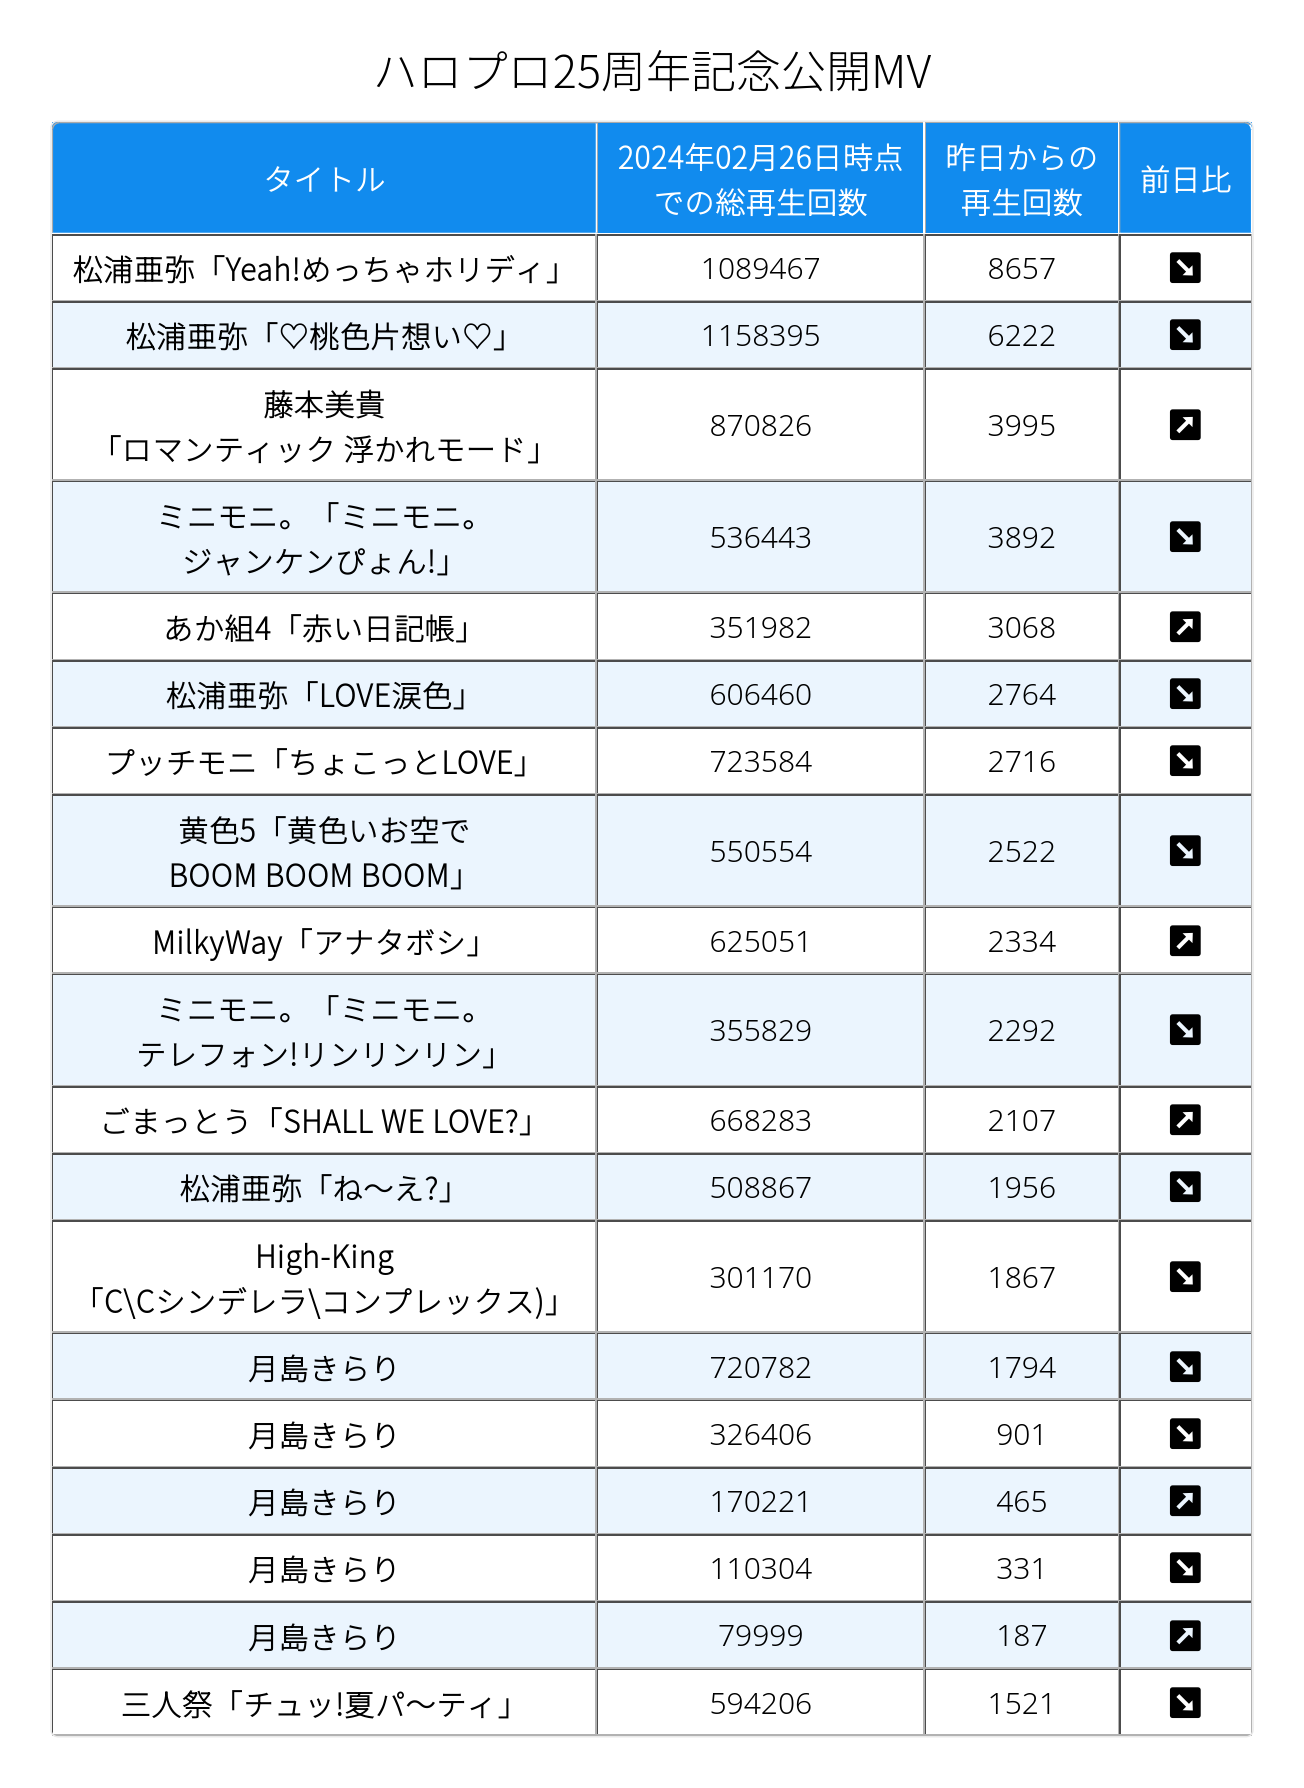 ハロプロ25周年記念公開MV
タイトル
2024年02月26日時点
での総再生回数
昨日からの
再生回数
前日比
松浦亜弥「Yeah!めっちゃホリディ」
1089467
8657
松浦亜弥「♡桃色片想い♡」
1158395
6222
藤本美貴
「ロマンティック 浮かれモード」
870826
3995
ミニモニ。「ミニモニ。
ジャンケンぴょん!」
536443
3892
あか組4「赤い日記帳」
351982
3068
松浦亜弥「LOVE涙色」
606460
2764
プッチモニ「ちょこっとLOVE」
723584
2716
黄色5「黄色いお空で
BOOM BOOM BOOM」
550554
2522
MilkyWay「アナタボシ」
625051
2334
ミニモニ。「ミニモニ。
テレフォン!リンリンリン」
355829
2292
ごまっとう「SHALL WE LOVE?」
668283
2107
松浦亜弥「ね〜え?」
508867
1956
High-King
「C\Cシンデレラ\コンプレックス)」
301170
1867
月島きらり
720782
1794
月島きらり
326406
901
月島きらり
170221
465
月島きらり
110304
331
月島きらり
79999
187
三人祭「チュッ!夏パ〜ティ」
594206
1521